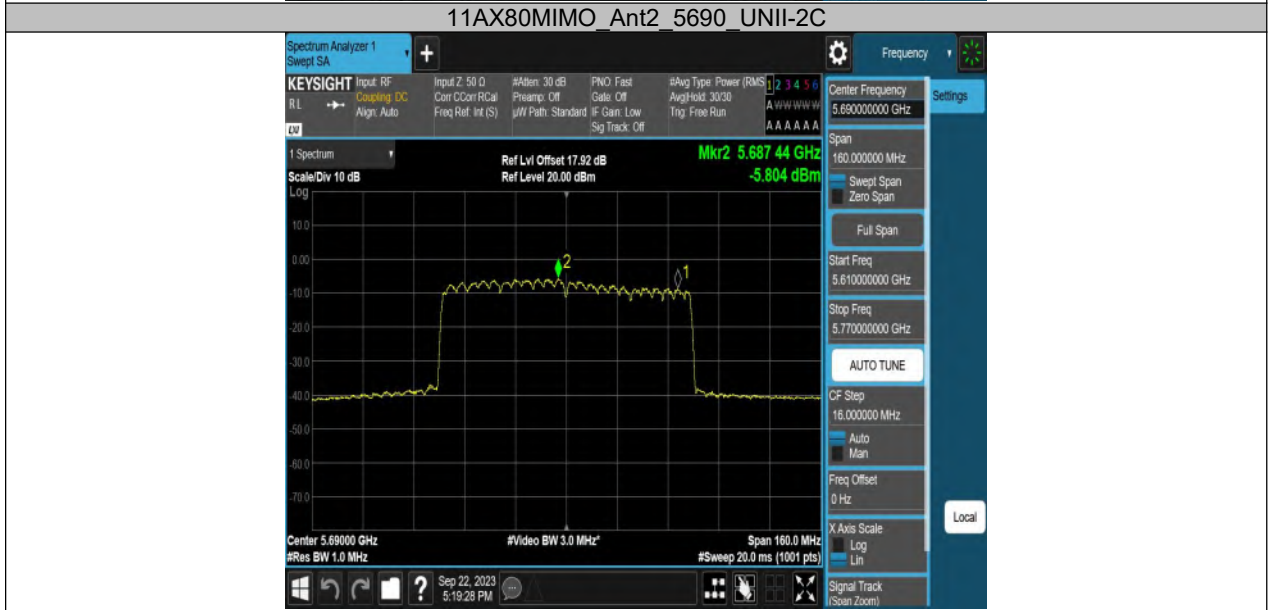 11AX80MIMO_Ant2_5690_UNII-2C
Spectrum Analyzer 1
Swept SA
+
Frequency
KEYSIGHT
RL
LXI
Input: RF
Coupling: DC
Align: Auto
Input Z: 50 Ω
Corr CCorr RCal
Freq Ref: Int (S)
#Atten: 30 dB
Preamp: Off
µW Path: Standard
PNO: Fast
Gate: Off
IF Gain: Low
Sig Track: Off
#Avg Type: Power (RMS
Avg|Hold: 30/30
Trig: Free Run
1 2 3 4 5 6
A W W W W W
A A A A A A
1 Spectrum
Scale/Div 10 dB
Log
Ref Lvl Offset 17.92 dB
Ref Level 20.00 dBm
Mkr2 5.687 44 GHz
-5.804 dBm
10.0
0.00
-10.0
-20.0
-30.0
-40.0
-50.0
-60.0
-70.0
2
1
Center 5.69000 GHz
#Res BW 1.0 MHz
#Video BW 3.0 MHz*
Span 160.0 MHz
#Sweep 20.0 ms (1001 pts)
Sep 22, 2023
5:19:28 PM
?
Center Frequency
5.690000000 GHz
Span
160.000000 MHz
Swept Span
Zero Span
Full Span
Start Freq
5.610000000 GHz
Stop Freq
5.770000000 GHz
AUTO TUNE
CF Step
16.000000 MHz
Auto
Man
Freq Offset
0 Hz
X Axis Scale
Log
Lin
Signal Track
(Span Zoom)
Settings
Local